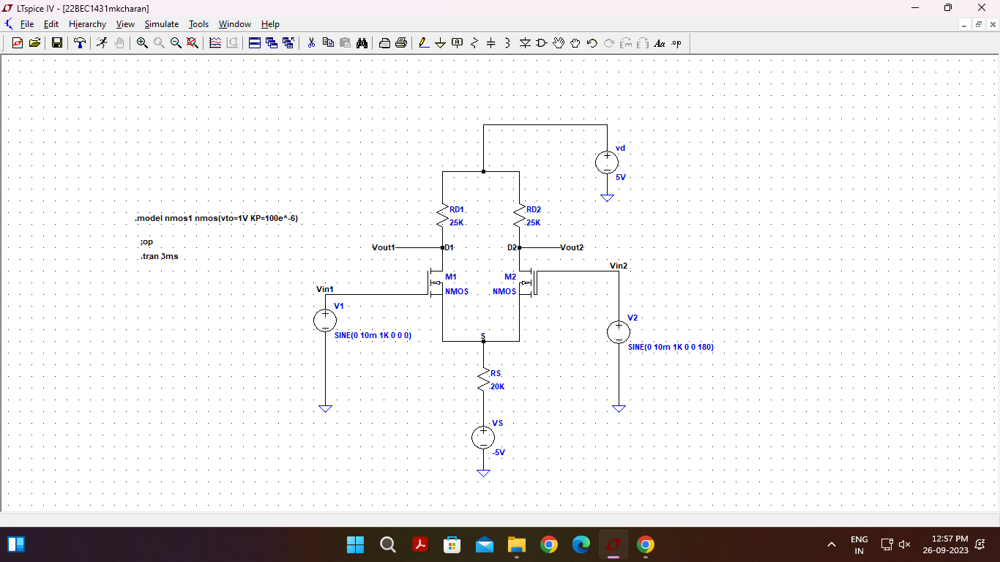 LTspice IV - [22BEC1431mkcharan]
File Edit Hierarchy View Simulate Tools Window Help
Aa .op
vd
5V
RD1
25K
RD2
25K
.model nmos1 nmos(vto=1V KP=100e^-6)
;op
.tran 3ms
Vout1
D1
D2
Vout2
Vin2
M1
NMOS
M2
NMOS
Vin1
V1
SINE(0 10m 1K 0 0 0)
V2
SINE(0 10m 1K 0 0 180)
S
RS
20K
VS
-5V
ENG
IN
12:57 PM
26-09-2023